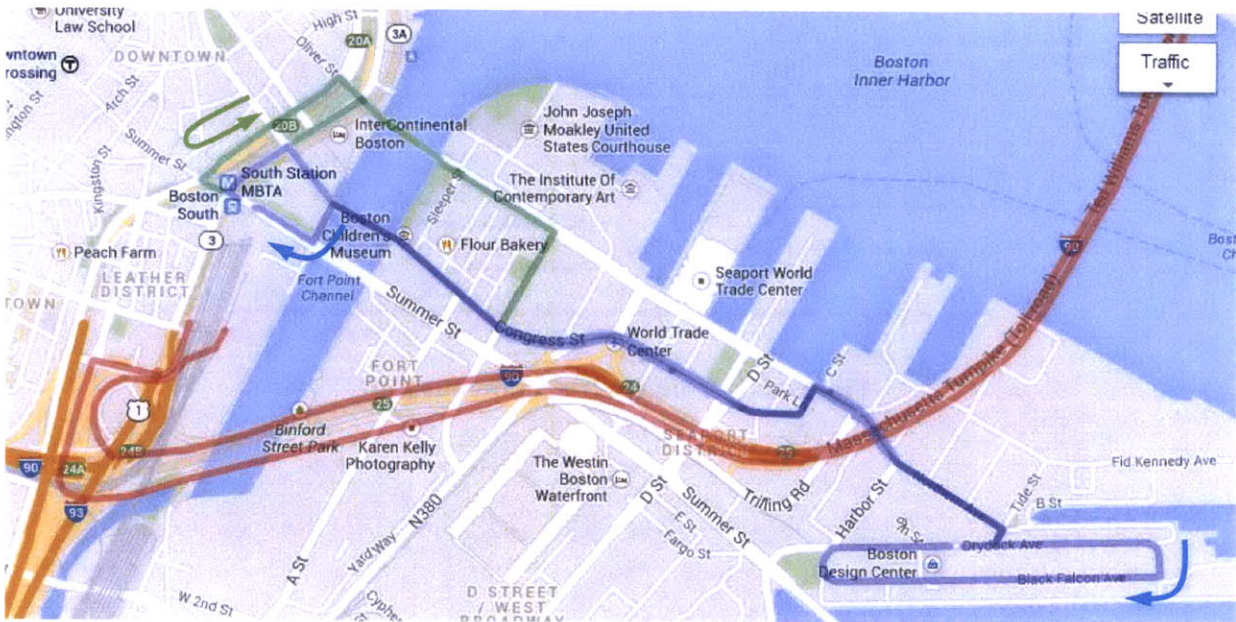 University
Law School
DOWNTOWN
wntown
rossing
T
Arch St
Kingston St
Summer St
High St
Oliver St
20A
3A
20B
InterContinental
Boston
South Station
MBTA
Boston
South
3
Peach Farm
LEATHER
DISTRICT
TOWN
Boston
Children's
Museum
Fort Point
Channel
Sleeper St
Flour Bakery
John Joseph
Moakley United
States Courthouse
The Institute Of
Contemporary Art
Boston
Inner Harbor
Satellite
Traffic
Ted Williams Tu
90
Seaport World
Trade Center
Summer St
Congress St
World Trade
Center
D St
Park L
C St
Massachusetts Turnpike (Toll road)
FORT
POINT
90
24
25
1
Binford
Street Park
Karen Kelly
Photography
SEAPORT
DISTRICT
90
24A
24B
93
The Westin
Boston
Waterfront
D St
Summer St
Trilling Rd
Harbor St
E St
Fargo St
Fid Kennedy Ave
Tide St
B St
Drydock Ave
Boston
Design Center
Black Falcon Ave
A St
N380
W 2nd St
Cypher
D STREET
/ WEST
BROADWAY